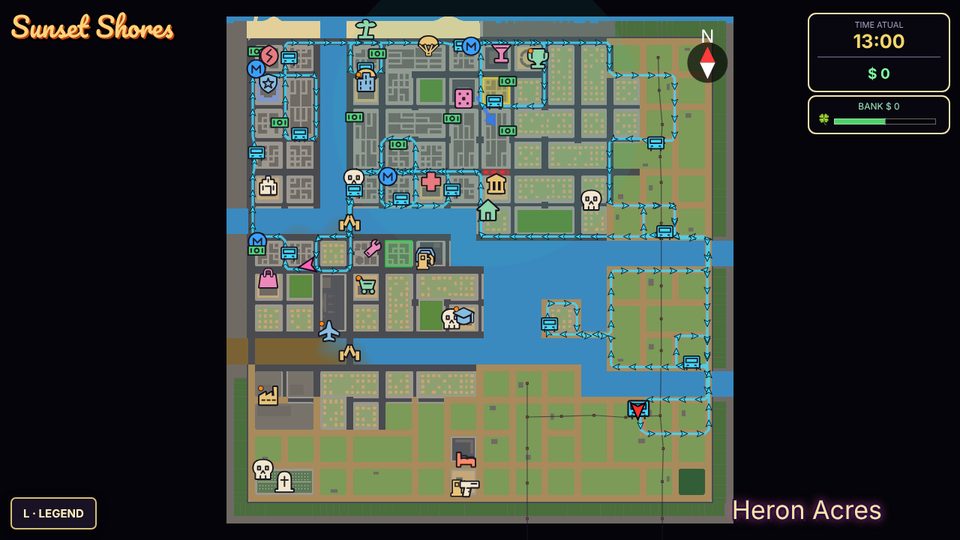 Sunset Shores
N
TIME ATUAL
13:00
$ 0
BANK $ 0
M
M
M
M
L · LEGEND
Heron Acres